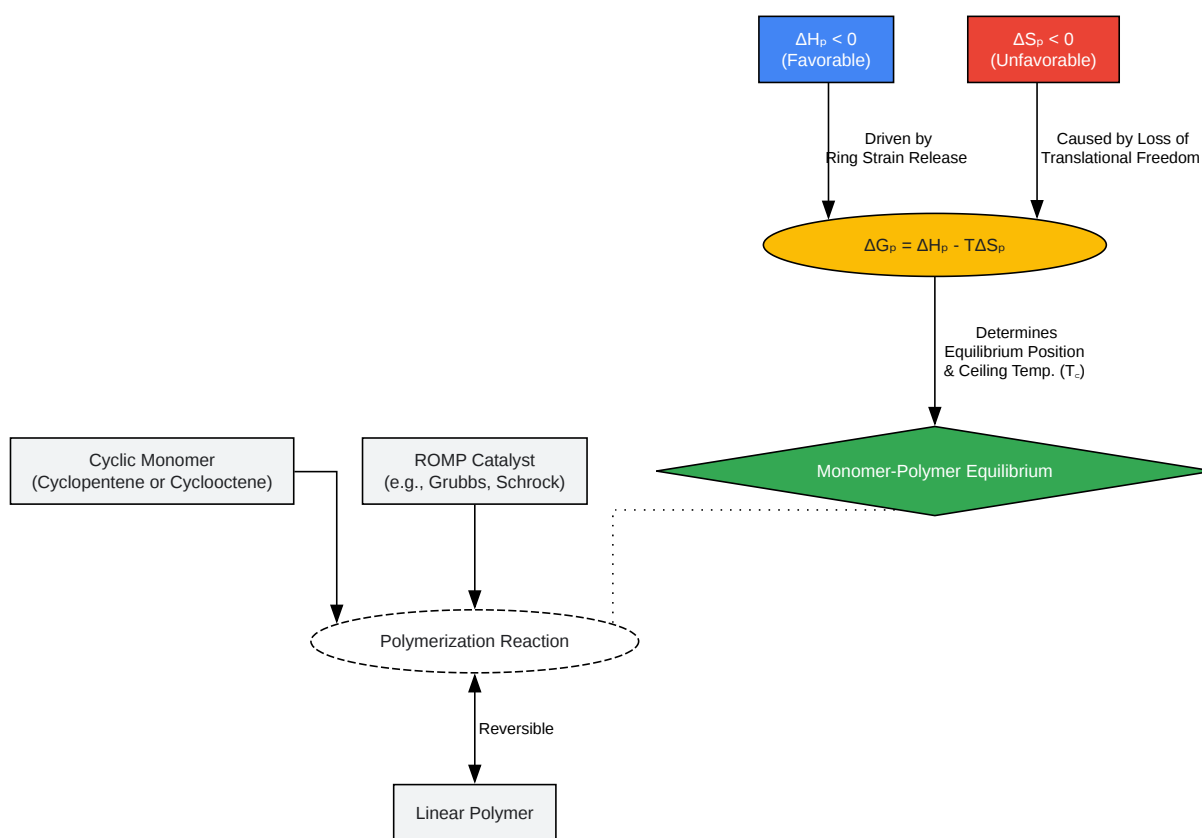 ΔHₚ < 0
(Favorable)
ΔSₚ < 0
(Unfavorable)
Driven by
Ring Strain Release
Caused by Loss of
Translational Freedom
ΔGₚ = ΔHₚ - TΔSₚ
Determines
Equilibrium Position
& Ceiling Temp. (T꜀)
Cyclic Monomer
(Cyclopentene or Cyclooctene)
ROMP Catalyst
(e.g., Grubbs, Schrock)
Monomer-Polymer Equilibrium
Polymerization Reaction
Reversible
Linear Polymer